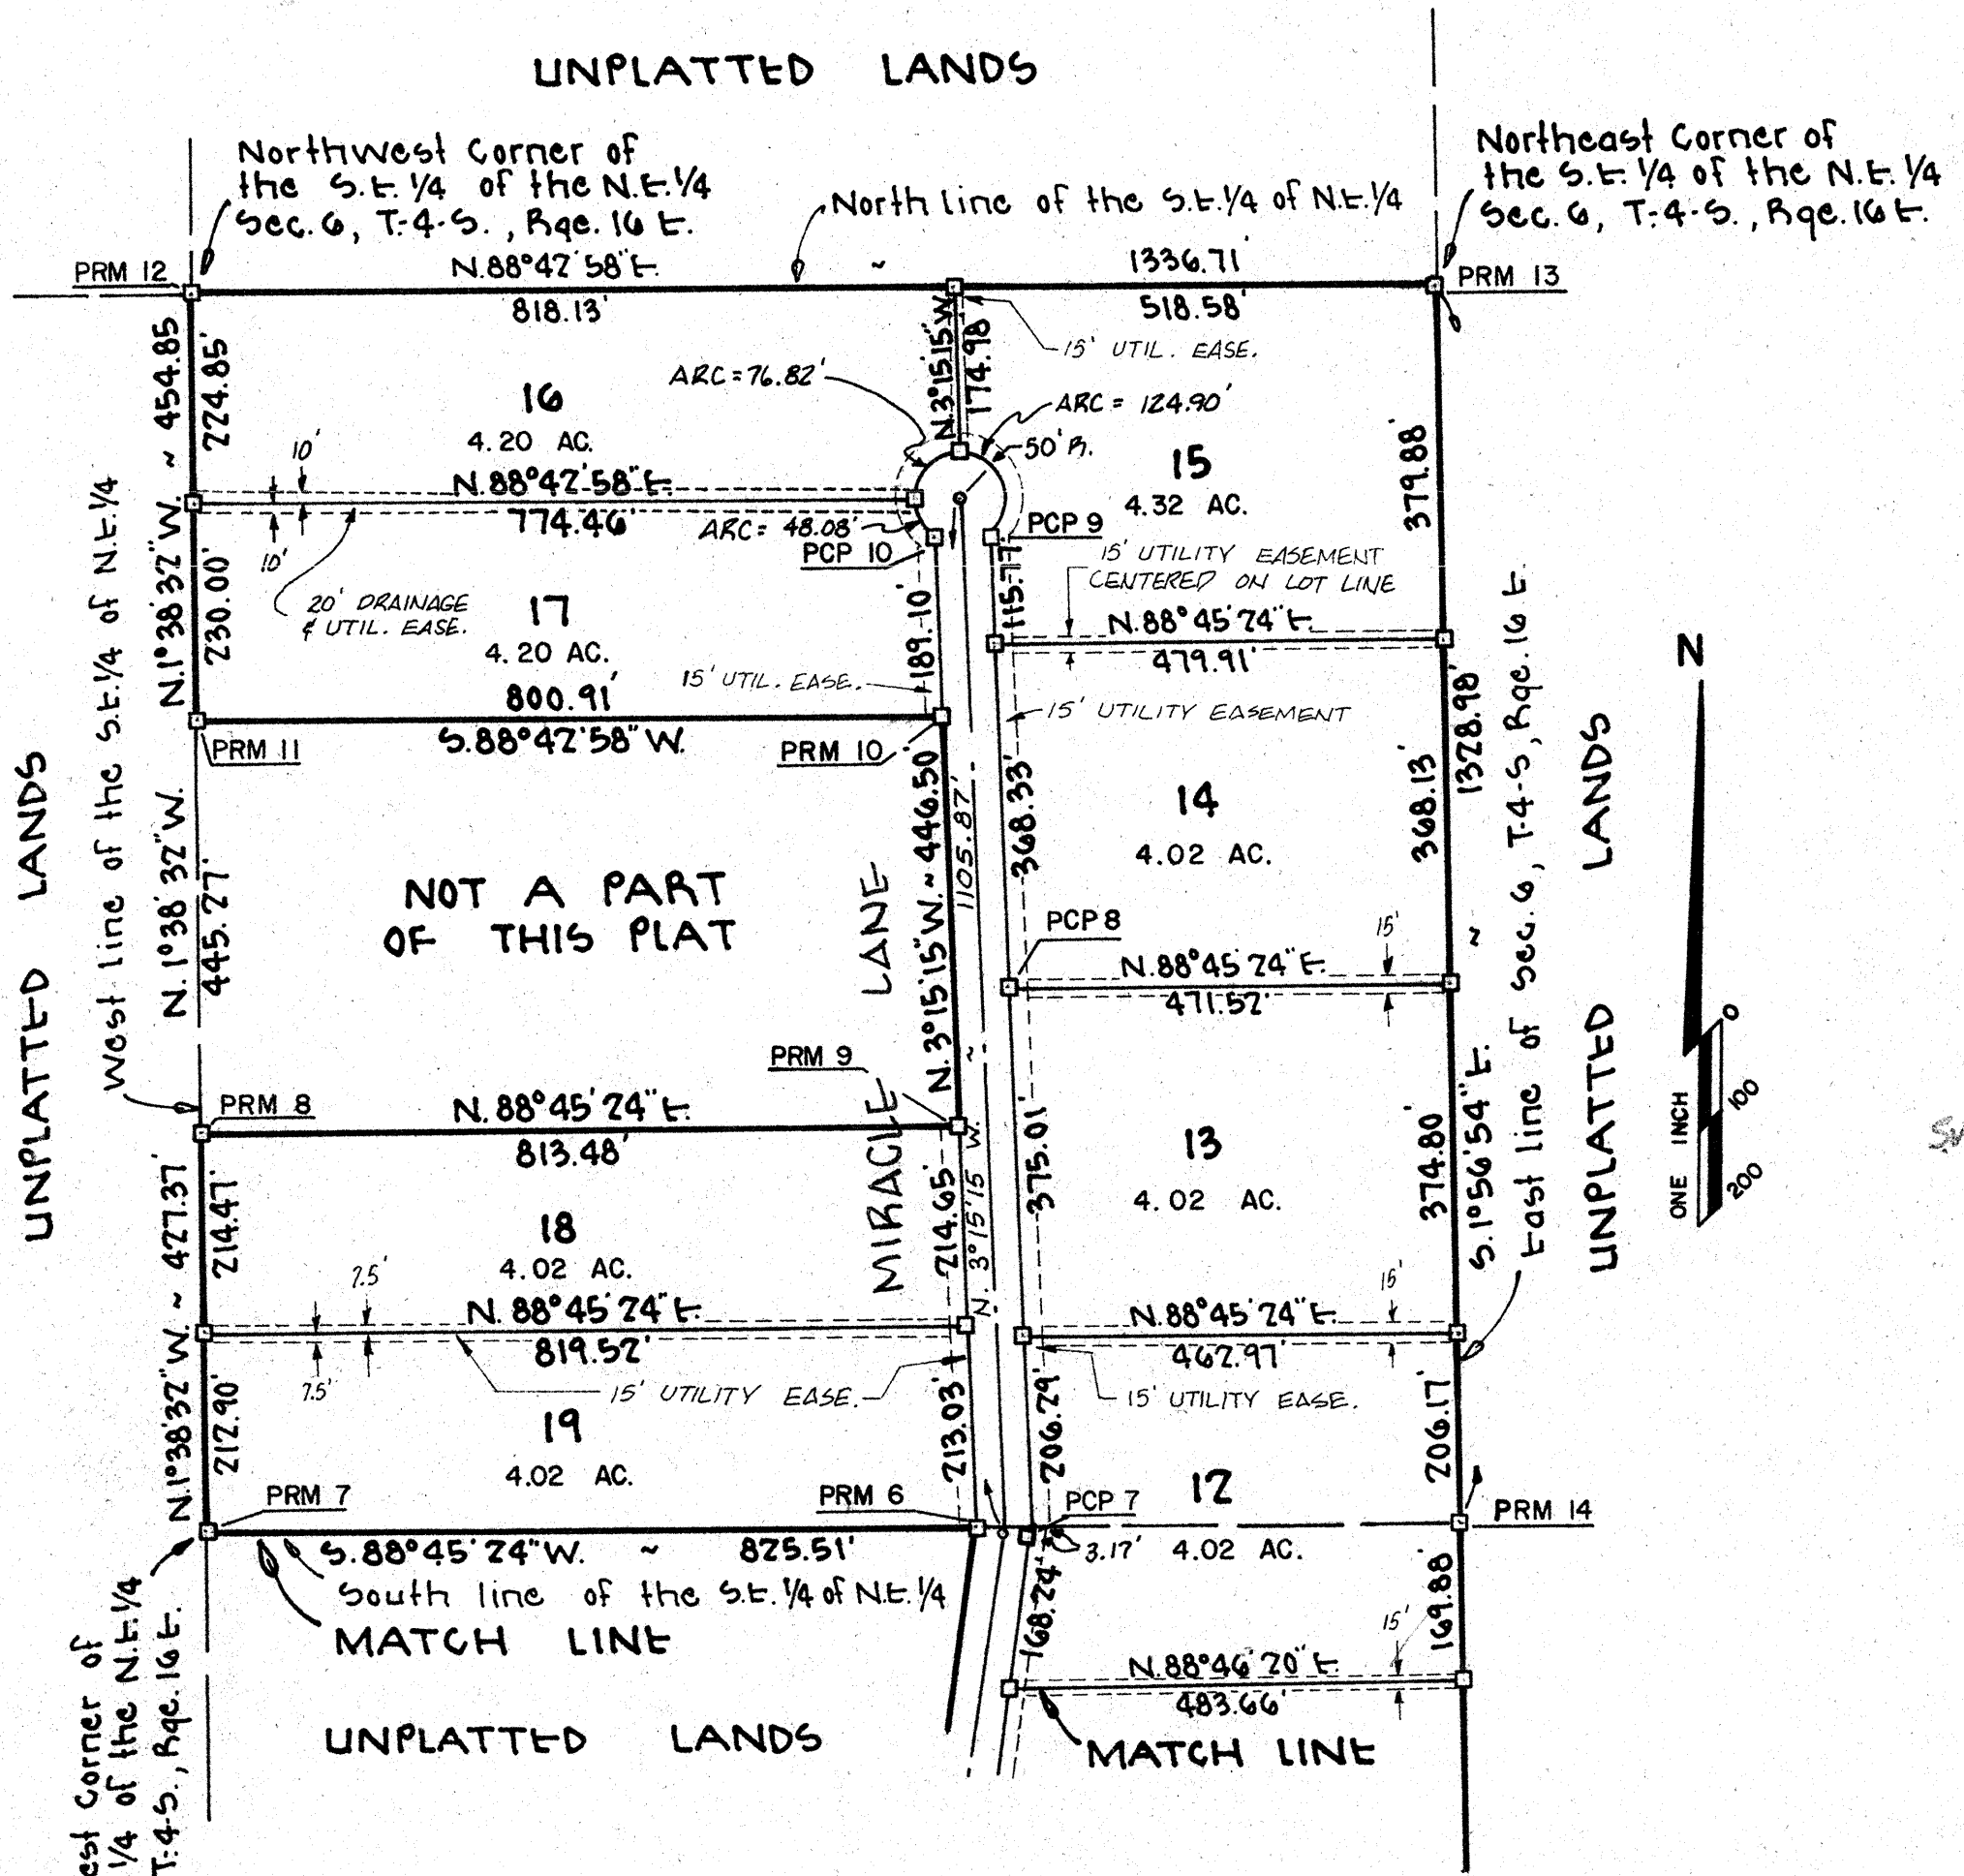 UNPLATTED LANDS
Northwest Corner of
the S.E. 1/4 of the N.E. 1/4
Sec. 6, T-4-S., Rge. 16 E.
North line of the S.E. 1/4 of N.E. 1/4
Northeast Corner of
the S.E. 1/4 of the N.E. 1/4
Sec. 6, T-4-S., Rge. 16 E.
PRM 12
N.88°42'58"E. ~ 1336.71'
PRM 13
818.13'
518.58'
N.3°15'15"W.
174.98'
15' UTIL. EASE.
N.1°38'32"W. ~ 454.85
224.85'
ARC = 76.82'
ARC = 124.90'
50' R.
16
4.20 AC.
15
4.32 AC.
379.88'
10'
N.88°42'58"E.
774.46'
10'
ARC = 48.08'
PCP 10
PCP 9
20' DRAINAGE
& UTIL. EASE.
230.00'
17
4.20 AC.
189.10'
115.77'
15' UTILITY EASEMENT
CENTERED ON LOT LINE
N.88°45'24"E.
479.91'
15' UTIL. EASE.
800.91'
S.88°42'58"W.
PRM 11
PRM 10
15' UTILITY EASEMENT
West line of the S.E. 1/4 of N.E. 1/4
UNPLATTED LANDS
N.1°38'32"W.
445.27'
NOT A PART
OF THIS PLAT
MIRACLE LANE
N.3°15'15"W. ~ 446.50'
1105.87'
~
N. 3°15'15 W.
368.33'
14
4.02 AC.
368.13'
1328.98' ~ S.1°56'54"E.
East line of Sec. 6, T-4-S, Rge. 16 E.
UNPLATTED LANDS
N
ONE INCH
0
100
200
PCP 8
N.88°45'24"E.
471.52'
15'
PRM 8
N.88°45'24"E.
813.48'
PRM 9
375.01'
13
4.02 AC.
374.80'
N.1°38'32"W. ~ 427.37'
214.47'
18
4.02 AC.
214.65'
7.5'
N.88°45'24"E.
819.52'
7.5'
15' UTILITY EASE.
N.88°45'24"E.
462.97'
15'
15' UTILITY EASE.
212.90'
19
4.02 AC.
213.03'
206.29'
206.17'
PRM 7
PRM 6
PCP 7
12
4.02 AC.
PRM 14
S.88°45'24"W. ~ 825.51'
3.17'
South line of the S.E. 1/4 of N.E. 1/4
MATCH LINE
168.24'
169.88'
15'
N.88°46'20"E.
483.66'
MATCH LINE
UNPLATTED LANDS
est Corner of
1/4 of the N.E. 1/4
T-4-S., Rge. 16 E.